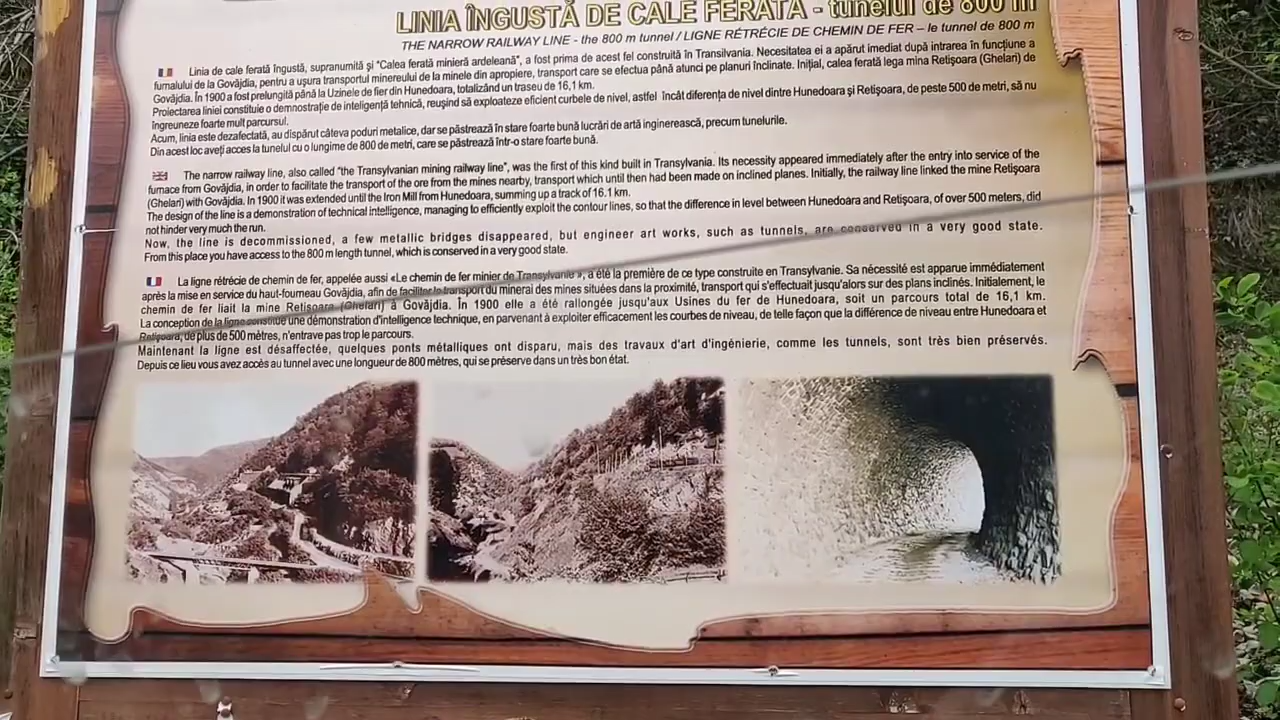 LINIA ÎNGUSTĂ DE CALE FERATĂ - tunelul de 800 m
THE NARROW RAILWAY LINE - the 800 m tunnel / LIGNE RÉTRÉCIE DE CHEMIN DE FER – le tunnel de 800 m
Linia de cale ferată îngustă, supranumită și "Calea ferată minieră ardeleană", a fost prima de acest fel construită în Transilvania. Necesitatea ei a apărut imediat după intrarea în funcțiune a
furnalului de la Govăjdia, pentru a ușura transportul minereului de la minele din apropiere, transport care se efectua până atunci pe planuri înclinate. Inițial, calea ferată lega mina Retișoara (Ghelari) de
Govăjdia. În 1900 a fost prelungită până la Uzinele de fier din Hunedoara, totalizând un traseu de 16,1 km.
Proiectarea liniei constituie o demnostrație de inteligență tehnică, reușind să exploateze eficient curbele de nivel, astfel încât diferența de nivel dintre Hunedoara și Retișoara, de peste 500 de metri, să nu
îngreuneze foarte mult parcursul.
Acum, linia este dezafectată, au dispărut câteva poduri metalice, dar se păstrează în stare foarte bună lucrări de artă inginerească, precum tunelurile.
Din acest loc aveți acces la tunelul cu o lungime de 800 de metri, care se păstrează într-o stare foarte bună.
The narrow railway line, also called "the Transylvanian mining railway line", was the first of this kind built in Transylvania. Its necessity appeared immediately after the entry into service of the
furnace from Govăjdia, in order to facilitate the transport of the ore from the mines nearby, transport which until then had been made on inclined planes. Initially, the railway line linked the mine Retișoara
(Ghelari) with Govăjdia. In 1900 it was extended until the Iron Mill from Hunedoara, summing up a track of 16.1 km.
The design of the line is a demonstration of technical intelligence, managing to efficiently exploit the contour lines, so that the difference in level between Hunedoara and Retișoara, of over 500 meters, did
not hinder very much the run.
Now, the line is decommissioned, a few metallic bridges disappeared, but engineer art works, such as tunnels, are conserved in a very good state.
From this place you have access to the 800 m length tunnel, which is conserved in a very good state.
La ligne rétrécie de chemin de fer, appelée aussi «Le chemin de fer minier de Transylvanie», a été la première de ce type construite en Transylvanie. Sa nécessité est apparue immédiatement
après la mise en service du haut-fourneau Govăjdia, afin de faciliter le transport du minerai des mines situées dans la proximité, transport qui s'effectuait jusqu'alors sur des plans inclinés. Initialement, le
chemin de fer liait la mine Retișoara (Ghelari) à Govăjdia. În 1900 elle a été rallongée jusqu'aux Usines du fer de Hunedoara, soit un parcours total de 16,1 km.
La conception de la ligne constitue une démonstration d'intelligence technique, en parvenant à exploiter efficacement les courbes de niveau, de telle façon que la différence de niveau entre Hunedoara et
Retișoara, de plus de 500 mètres, n'entrave pas trop le parcours.
Maintenant la ligne est désaffectée, quelques ponts métalliques ont disparu, mais des travaux d'art d'ingénierie, comme les tunnels, sont très bien préservés.
Depuis ce lieu vous avez accès au tunnel avec une longueur de 800 mètres, qui se préserve dans un très bon état.